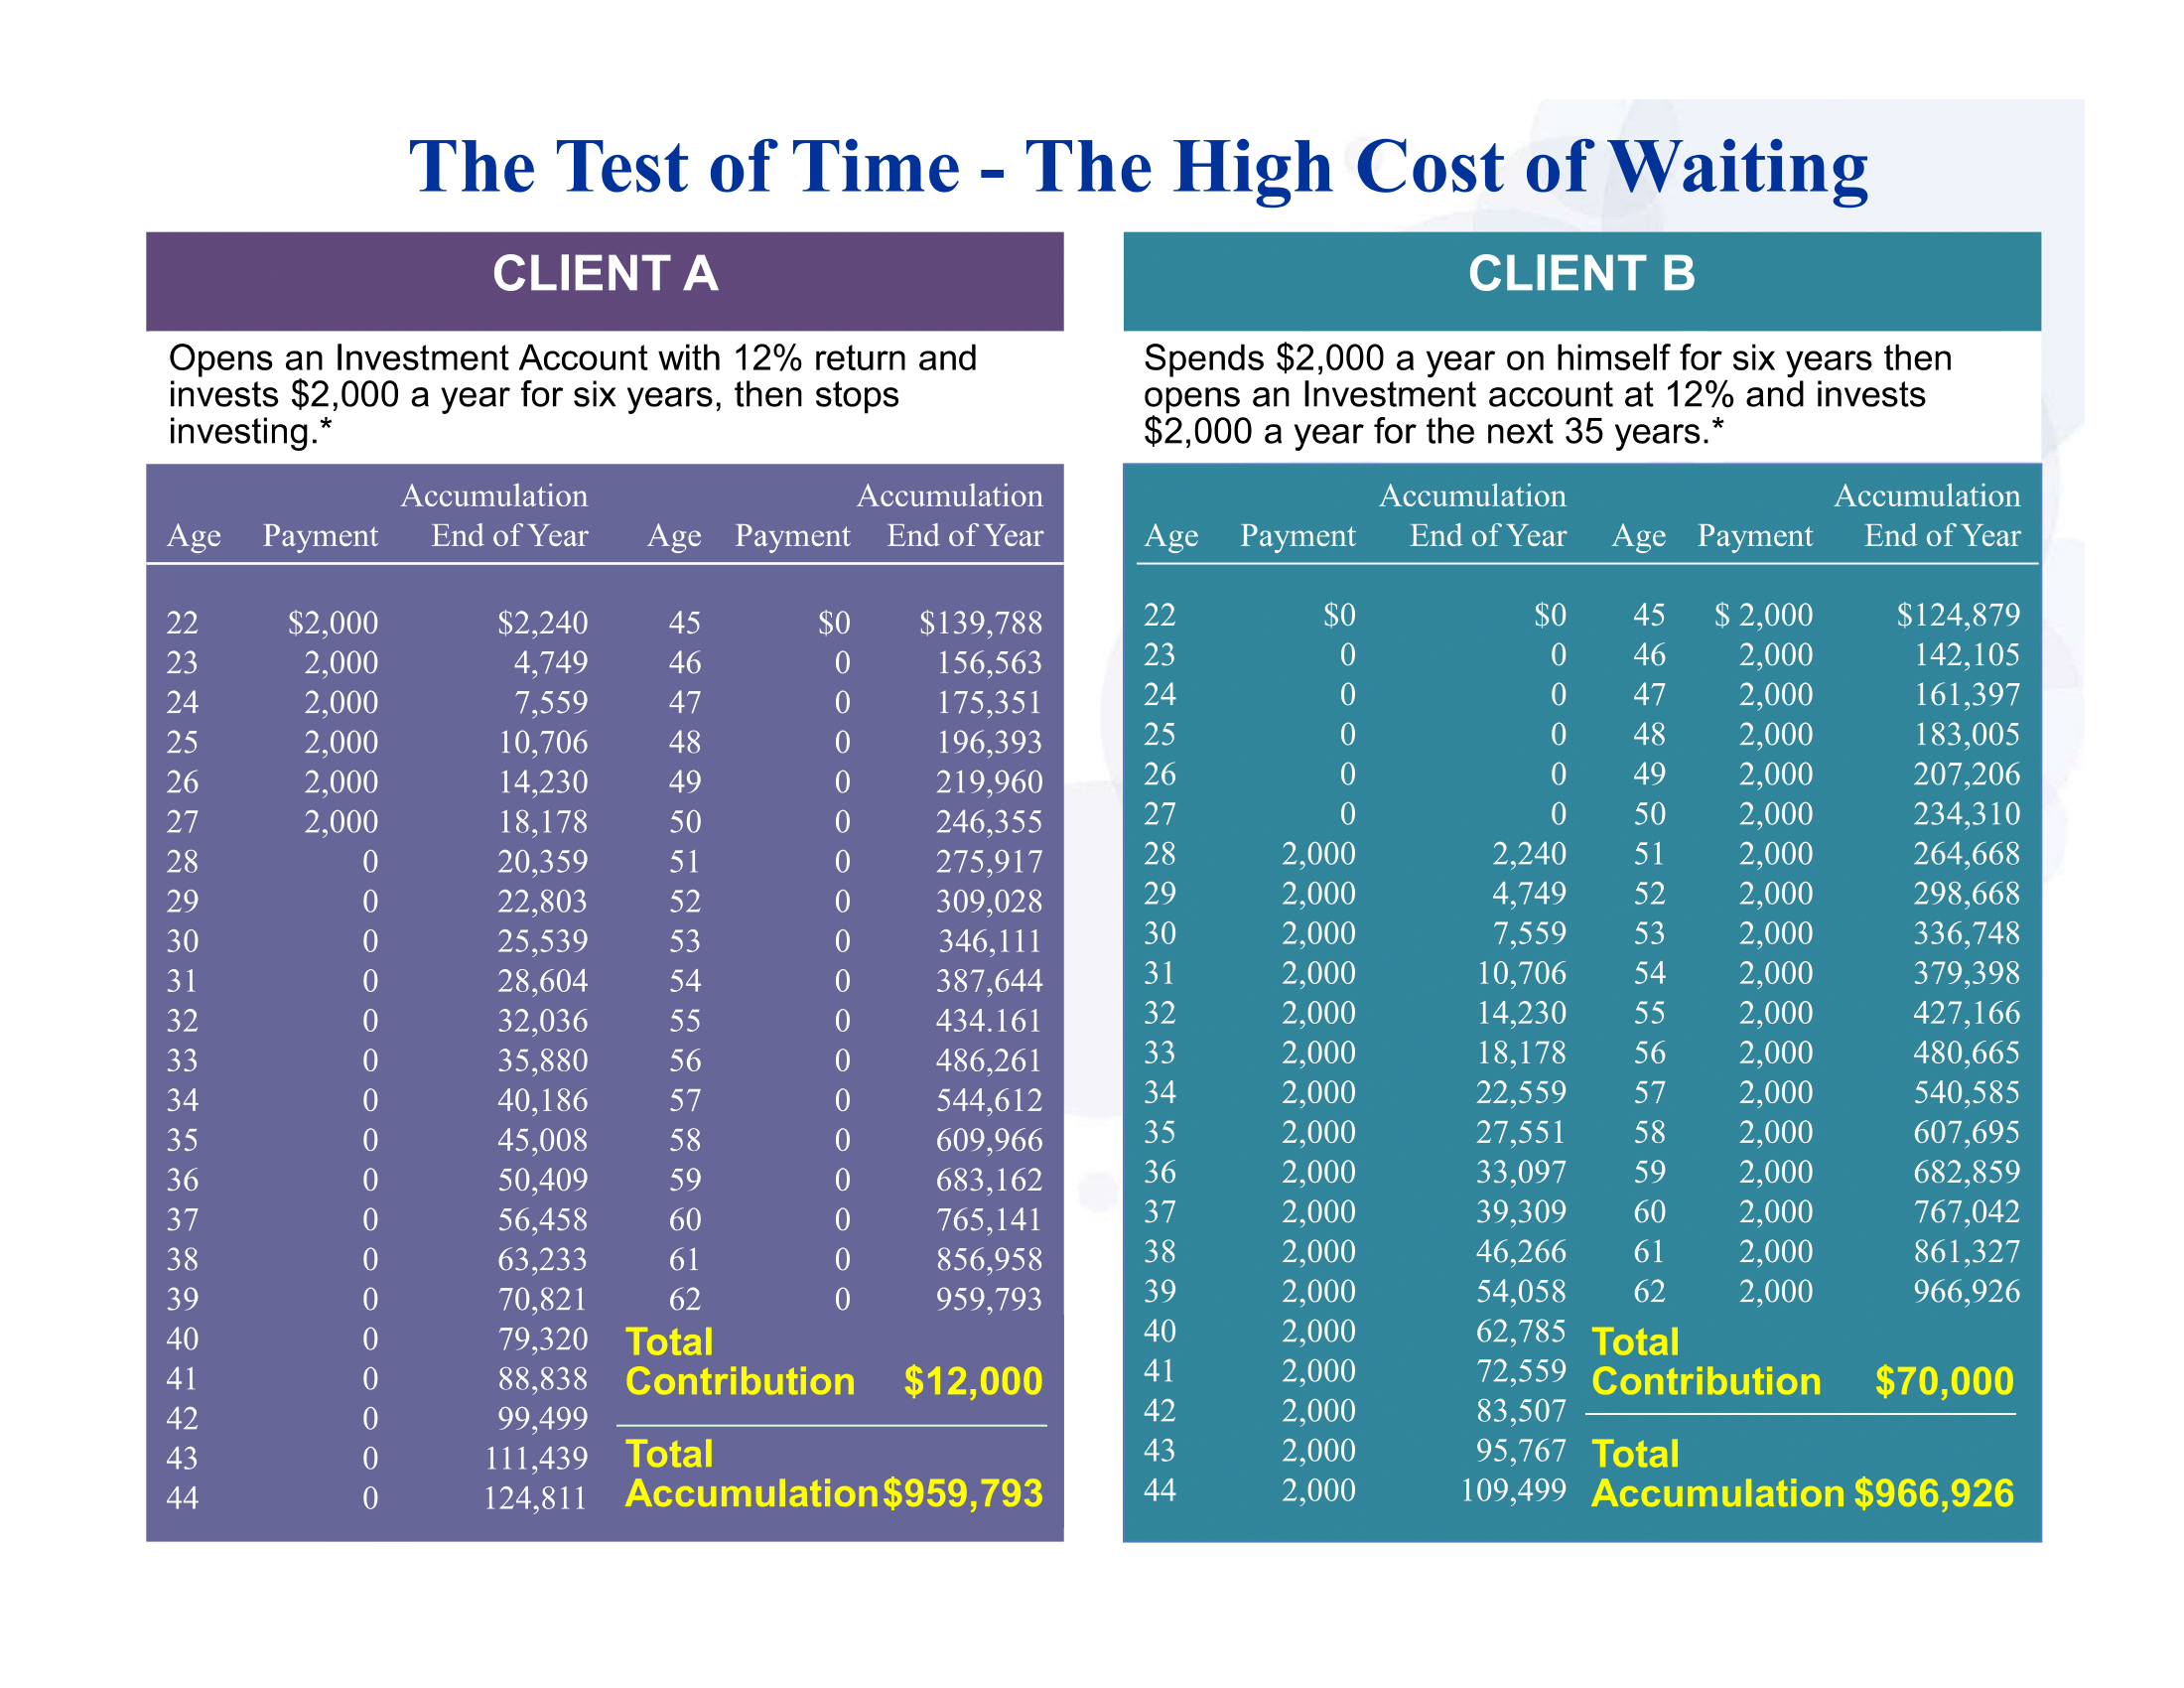 The Test of Time - The High Cost of Waiting
CLIENT A
Opens an Investment Account with 12% return and
invests $2,000 a year for six years, then stops
investing.*
Accumulation Accumulation
Age Payment End of Year Age Payment End of Year
22 $2,000 $2,240 45 $0 $139,788
23 2,000 4,749 46 0 156,563
24 2,000 7,559 47 0 175,351
25 2,000 10,706 48 0 196,393
26 2,000 14,230 49 0 219,960
27 2,000 18,178 50 0 246,355
28 0 20,359 51 0 275,917
29 0 22,803 52 0 309,028
30 0 25,539 53 0 346,111
31 0 28,604 54 0 387,644
32 0 32,036 55 0 434.161
33 0 35,880 56 0 486,261
34 0 40,186 57 0 544,612
35 0 45,008 58 0 609,966
36 0 50,409 59 0 683,162
37 0 56,458 60 0 765,141
38 0 63,233 61 0 856,958
39 0 70,821 62 0 959,793
40 0 79,320 Total
41 0 88,838 Contribution $12,000
42 0 99,499
43 0 111,439 Total
44 0 124,811 Accumulation $959,793
CLIENT B
Spends $2,000 a year on himself for six years then
opens an Investment account at 12% and invests
$2,000 a year for the next 35 years.*
Accumulation Accumulation
Age Payment End of Year Age Payment End of Year
22 $0 $0 45 $ 2,000 $124,879
23 0 0 46 2,000 142,105
24 0 0 47 2,000 161,397
25 0 0 48 2,000 183,005
26 0 0 49 2,000 207,206
27 0 0 50 2,000 234,310
28 2,000 2,240 51 2,000 264,668
29 2,000 4,749 52 2,000 298,668
30 2,000 7,559 53 2,000 336,748
31 2,000 10,706 54 2,000 379,398
32 2,000 14,230 55 2,000 427,166
33 2,000 18,178 56 2,000 480,665
34 2,000 22,559 57 2,000 540,585
35 2,000 27,551 58 2,000 607,695
36 2,000 33,097 59 2,000 682,859
37 2,000 39,309 60 2,000 767,042
38 2,000 46,266 61 2,000 861,327
39 2,000 54,058 62 2,000 966,926
40 2,000 62,785 Total
41 2,000 72,559 Contribution $70,000
42 2,000 83,507
43 2,000 95,767 Total
44 2,000 109,499 Accumulation $966,926